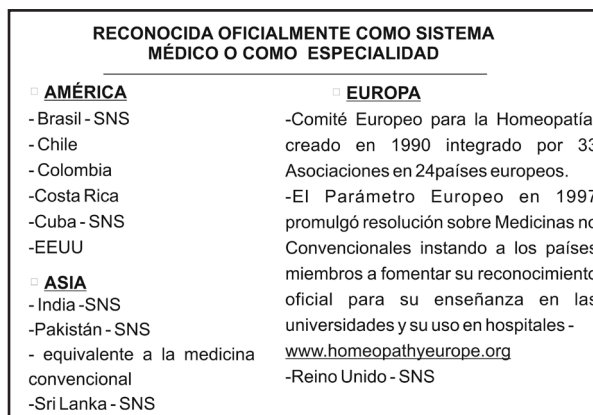 RECONOCIDA OFICIALMENTE COMO SISTEMA
MÉDICO O COMO ESPECIALIDAD
AMÉRICA
- Brasil - SNS
- Chile
- Colombia
-Costa Rica
-Cuba - SNS
-EEUU
ASIA
- India -SNS
-Pakistán - SNS
- equivalente a la medicina
convencional
-Sri Lanka - SNS
EUROPA
-Comité Europeo para la Homeopatía
creado en 1990 integrado por 33
Asociaciones en 24países europeos.
-El Parámetro Europeo en 1997
promulgó resolución sobre Medicinas no
Convencionales instando a los países
miembros a fomentar su reconocimiento
oficial para su enseñanza en las
universidades y su uso en hospitales -
www.homeopathyeurope.org
-Reino Unido - SNS